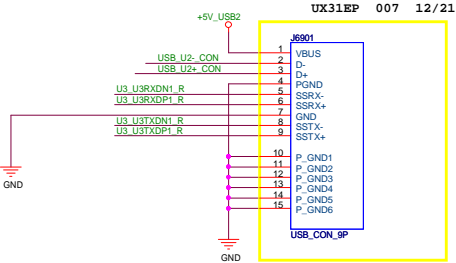 UX31EP 007 12/21
+5V_USB2
J6901
1 VBUS
USB_U2-_CON 2 D-
USB_U2+_CON 3 D+
4 PGND
U3_U3RXDN1_R 5 SSRX-
U3_U3RXDP1_R 6 SSRX+
7 GND
U3_U3TXDN1_R 8 SSTX-
U3_U3TXDP1_R 9 SSTX+
10 P_GND1
11 P_GND2
12 P_GND3
13 P_GND4
14 P_GND5
15 P_GND6
GND
USB_CON_9P
GND